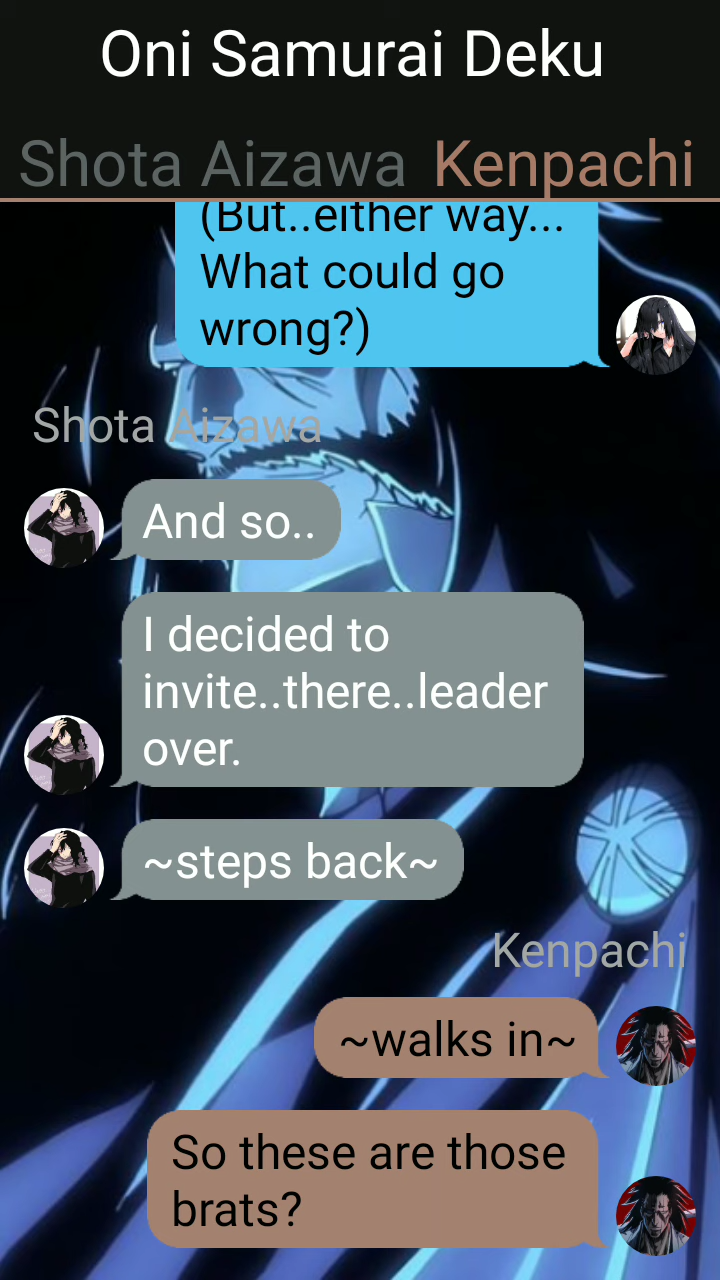 Oni Samurai Deku
Shota Aizawa Kenpachi
(But..either way...
What could go
wrong?)
Shota Aizawa
And so..
I decided to
invite..there..leader
over.
~steps back~
Kenpachi
~walks in~
So these are those
brats?